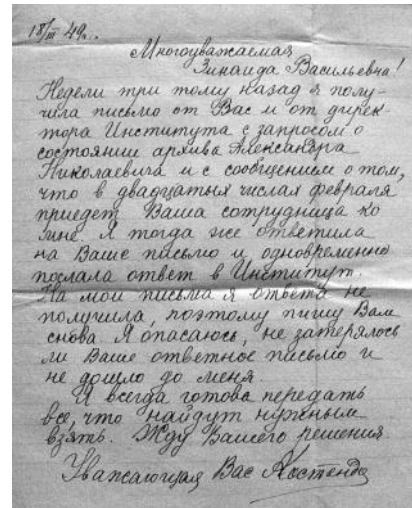 18/III 49 г.
Многоуважаемая
Зинаида Васильевна!
Недели три тому назад я полу-
чила письмо от Вас и от дирек-
тора Института с запросом о
состоянии архива Александра
Николаевича и с сообщением о том,
что в двадцатых числах февраля
приедет Ваша сотрудница ко
мне. Я тогда же ответила
на Ваше письмо и одновременно
послала ответ в Институт.
На мои письма я ответа не
получила, поэтому пишу Вам
снова. Я опасаюсь, не затерялось
ли Ваше ответное письмо и
не дошло до меня.
Я всегда готова передать
все, что найдут нужным
взять. Жду Вашего решения.
Уважающая Вас